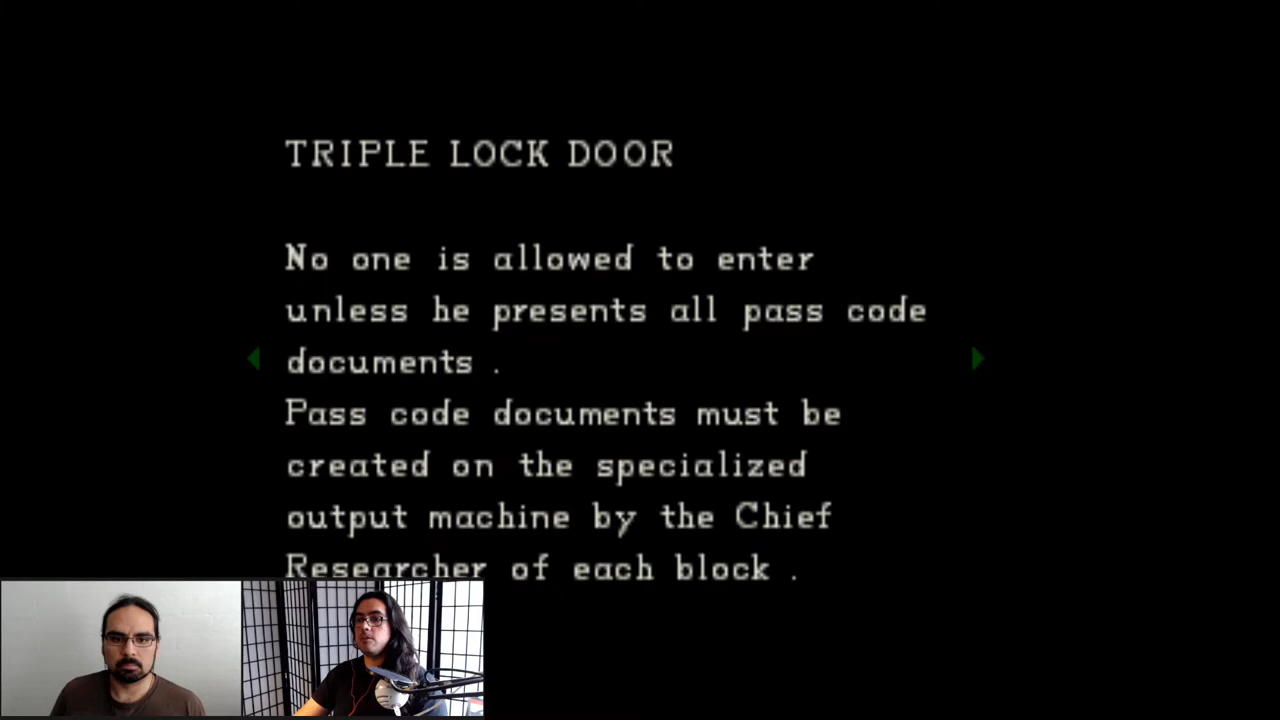 TRIPLE LOCK DOOR
No one is allowed to enter
unless he presents all pass code
documents .
Pass code documents must be
created on the specialized
output machine by the Chief
Researcher of each block .